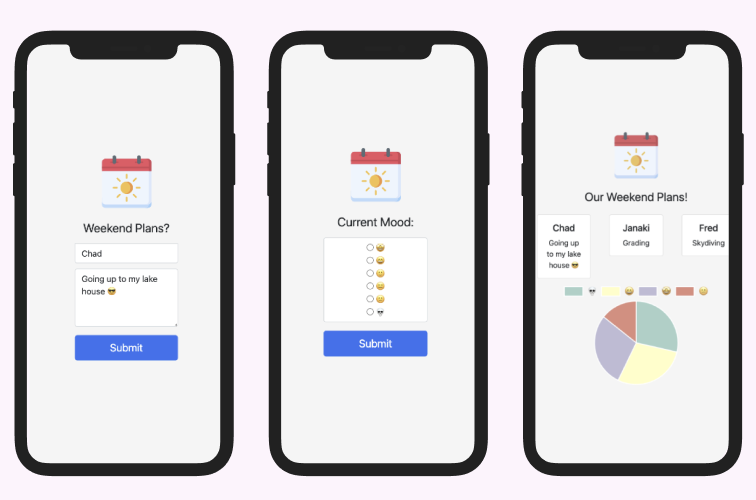 Weekend Plans?
Chad
Going up to my lake
house 😎
Submit
Current Mood:
Submit
Our Weekend Plans!
Chad
Going up
to my lake
house 😎
Janaki
Grading
Fred
Skydiving